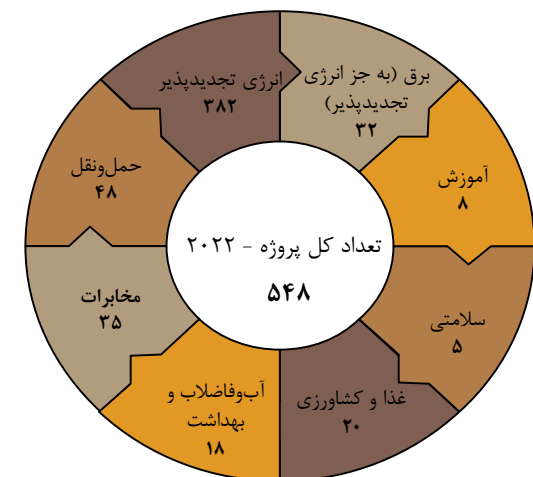 برق (به جز انرژی
تجدیدپذیر)
۳۲
آموزش
۸
سلامتی
۵
غذا و کشاورزی
۲۰
آب‌وفاضلاب و
بهداشت
۱۸
مخابرات
۳۵
حمل‌ونقل
۴۸
انرژی تجدیدپذیر
۳۸۲
تعداد کل پروژه - ۲۰۲۲
۵۴۸